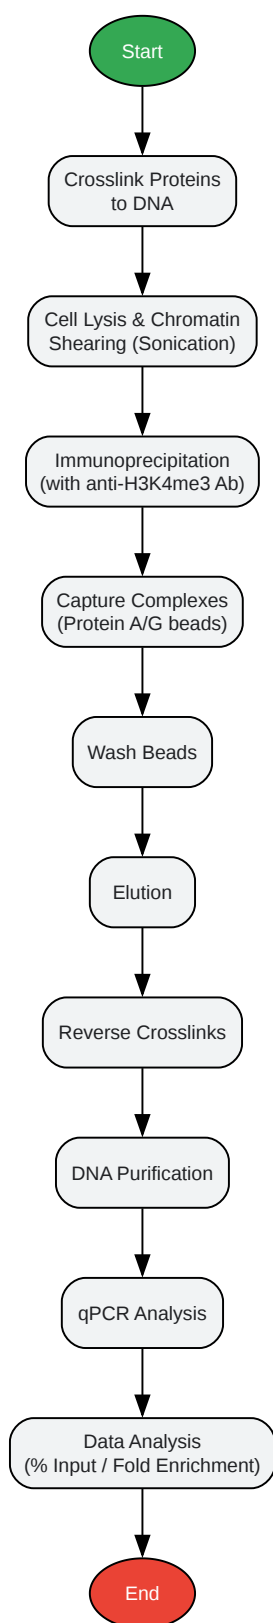 Start
Crosslink Proteins
to DNA
Cell Lysis & Chromatin
Shearing (Sonication)
Immunoprecipitation
(with anti-H3K4me3 Ab)
Capture Complexes
(Protein A/G beads)
Wash Beads
Elution
Reverse Crosslinks
DNA Purification
qPCR Analysis
Data Analysis
(% Input / Fold Enrichment)
End